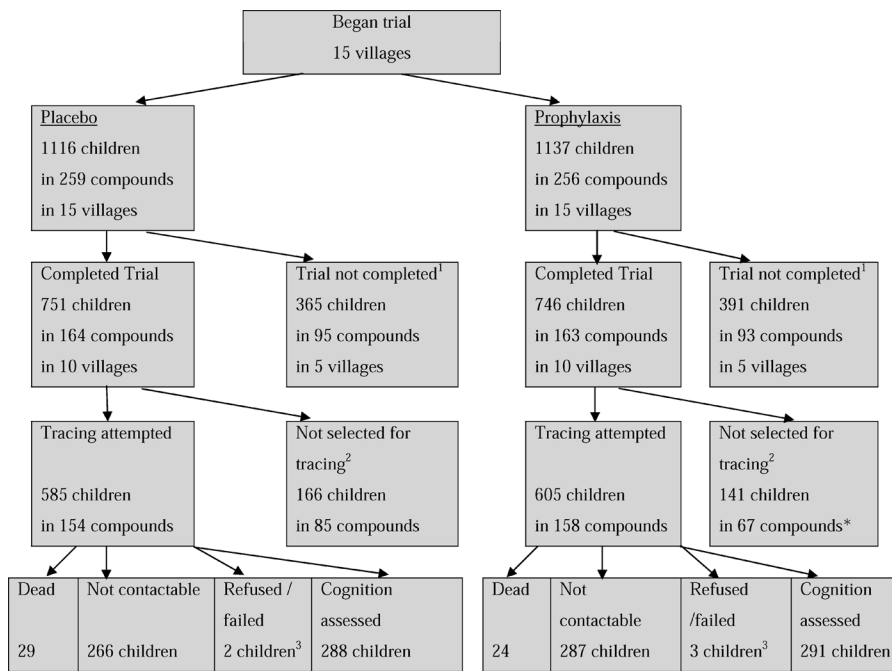 Began trial
15 villages
Placebo
1116 children
in 259 compounds
in 15 villages
Prophylaxis
1137 children
in 256 compounds
in 15 villages
Completed Trial
751 children
in 164 compounds
in 10 villages
Trial not completed¹
365 children
in 95 compounds
in 5 villages
Completed Trial
746 children
in 163 compounds
in 10 villages
Trial not completed¹
391 children
in 93 compounds
in 5 villages
Tracing attempted
585 children
in 154 compounds
Not selected for
tracing²
166 children
in 85 compounds
Tracing attempted
605 children
in 158 compounds
Not selected for
tracing²
141 children
in 67 compounds*
Dead
29
Not contactable
266 children
Refused /
failed
2 children³
Cognition
assessed
288 children
Dead
24
Not
contactable
287 children
Refused
/failed
3 children³
Cognition
assessed
291 children